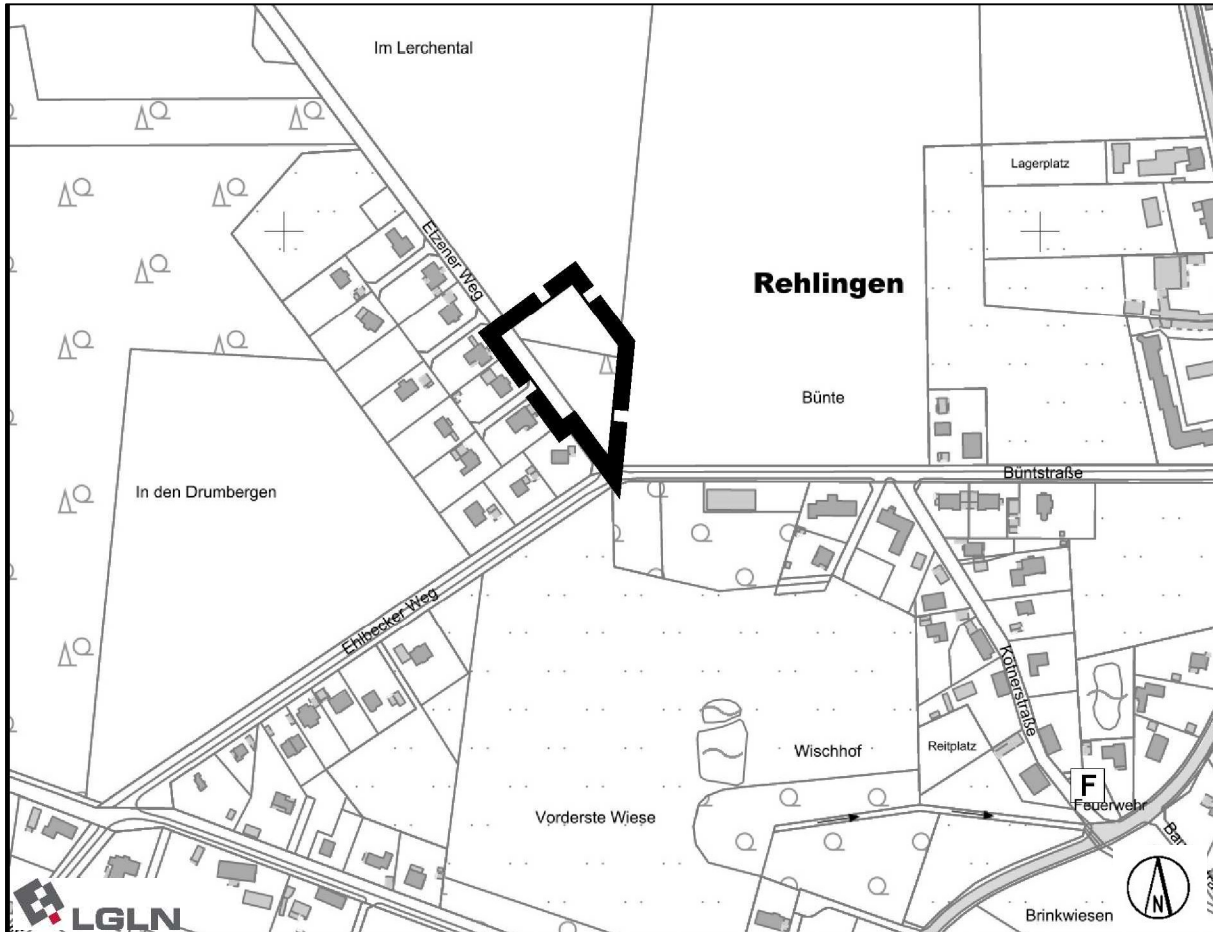 Im Lerchental
Lagerplatz
Etzener Weg
Rehlingen
Bünte
Büntstraße
In den Drumbergen
Ehlbecker Weg
Kötnerstraße
Wischhof
Reitplatz
F
Feuerwehr
Vorderste Wiese
Brinkwiesen
N
LGLN